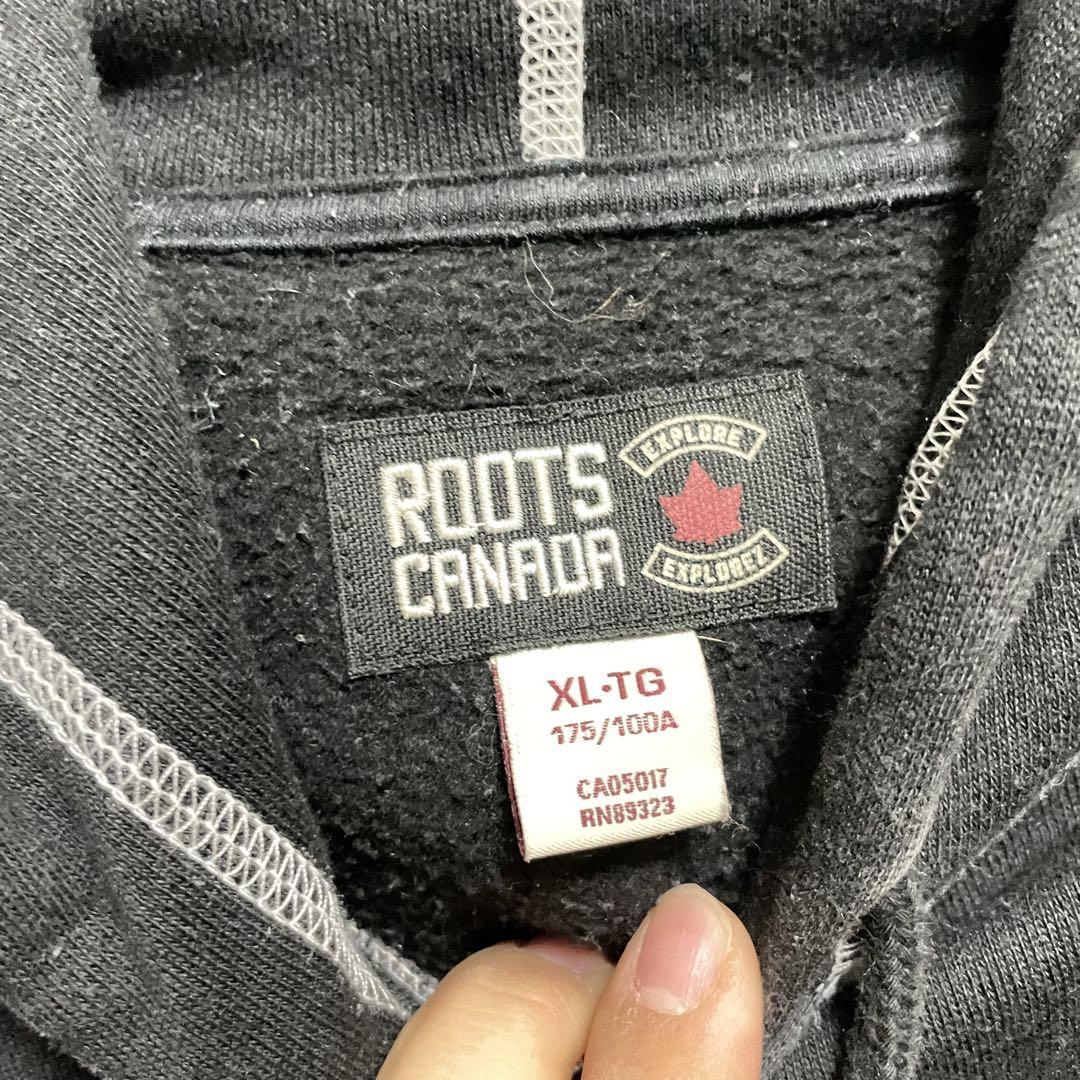 ROOTS
CANADA
EXPLORE
EXPLOREZ
XL·TG
175/100A
CA05017
RN89323